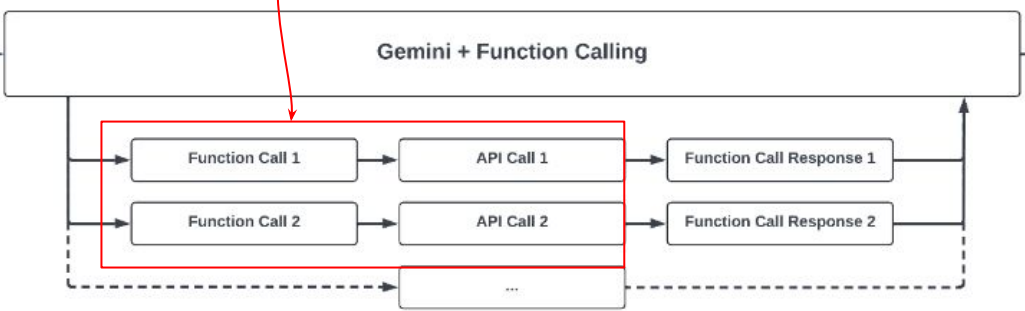 Gemini + Function Calling
Function Call 1
API Call 1
Function Call Response 1
Function Call 2
API Call 2
Function Call Response 2
...